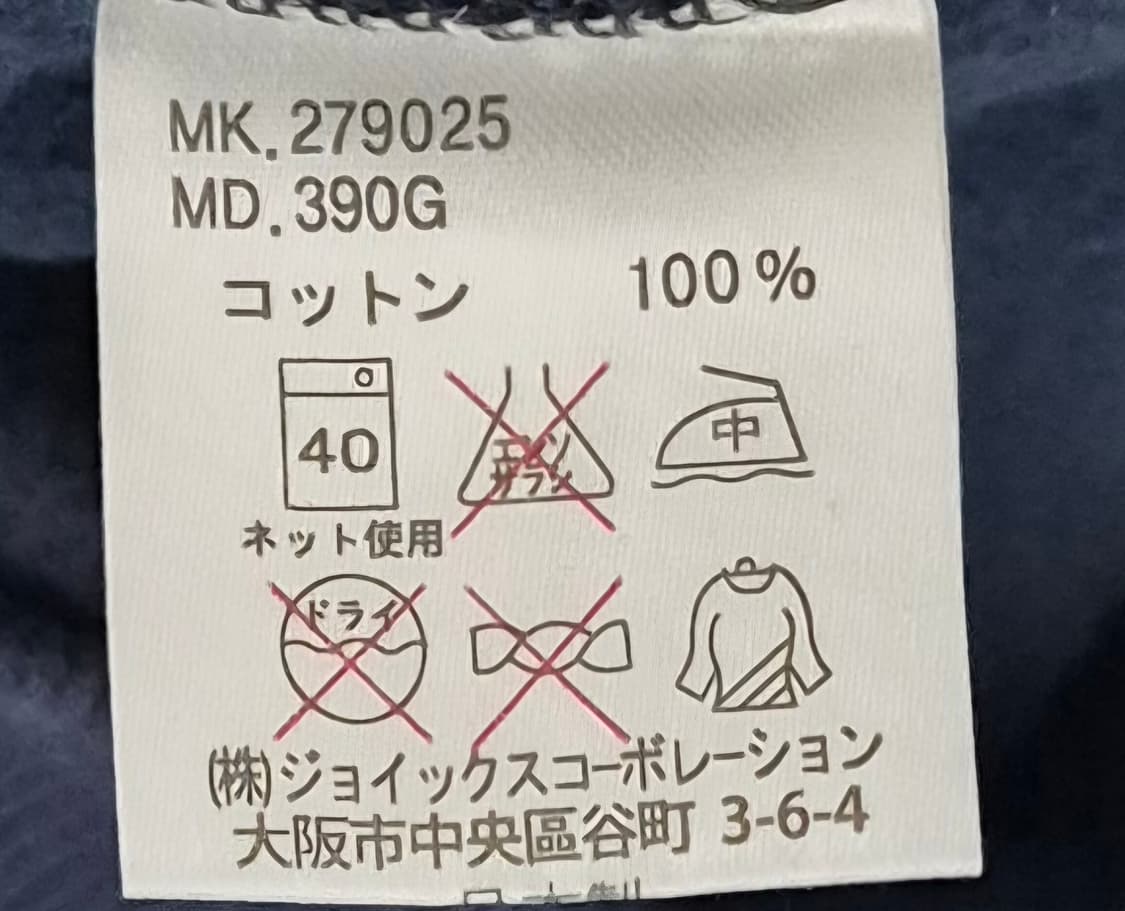 MK.279025
MD.390G
コットン 100%
40
エンソ
サラシ
中
ネット使用
ドライ
(株)ジョイックスコーポレーション
大阪市中央區谷町 3-6-4